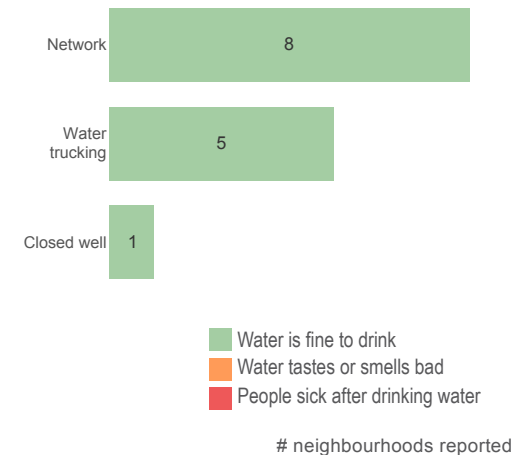 Network
8
Water
trucking
5
Closed well
1
Water is fine to drink
Water tastes or smells bad
People sick after drinking water
# neighbourhoods reported